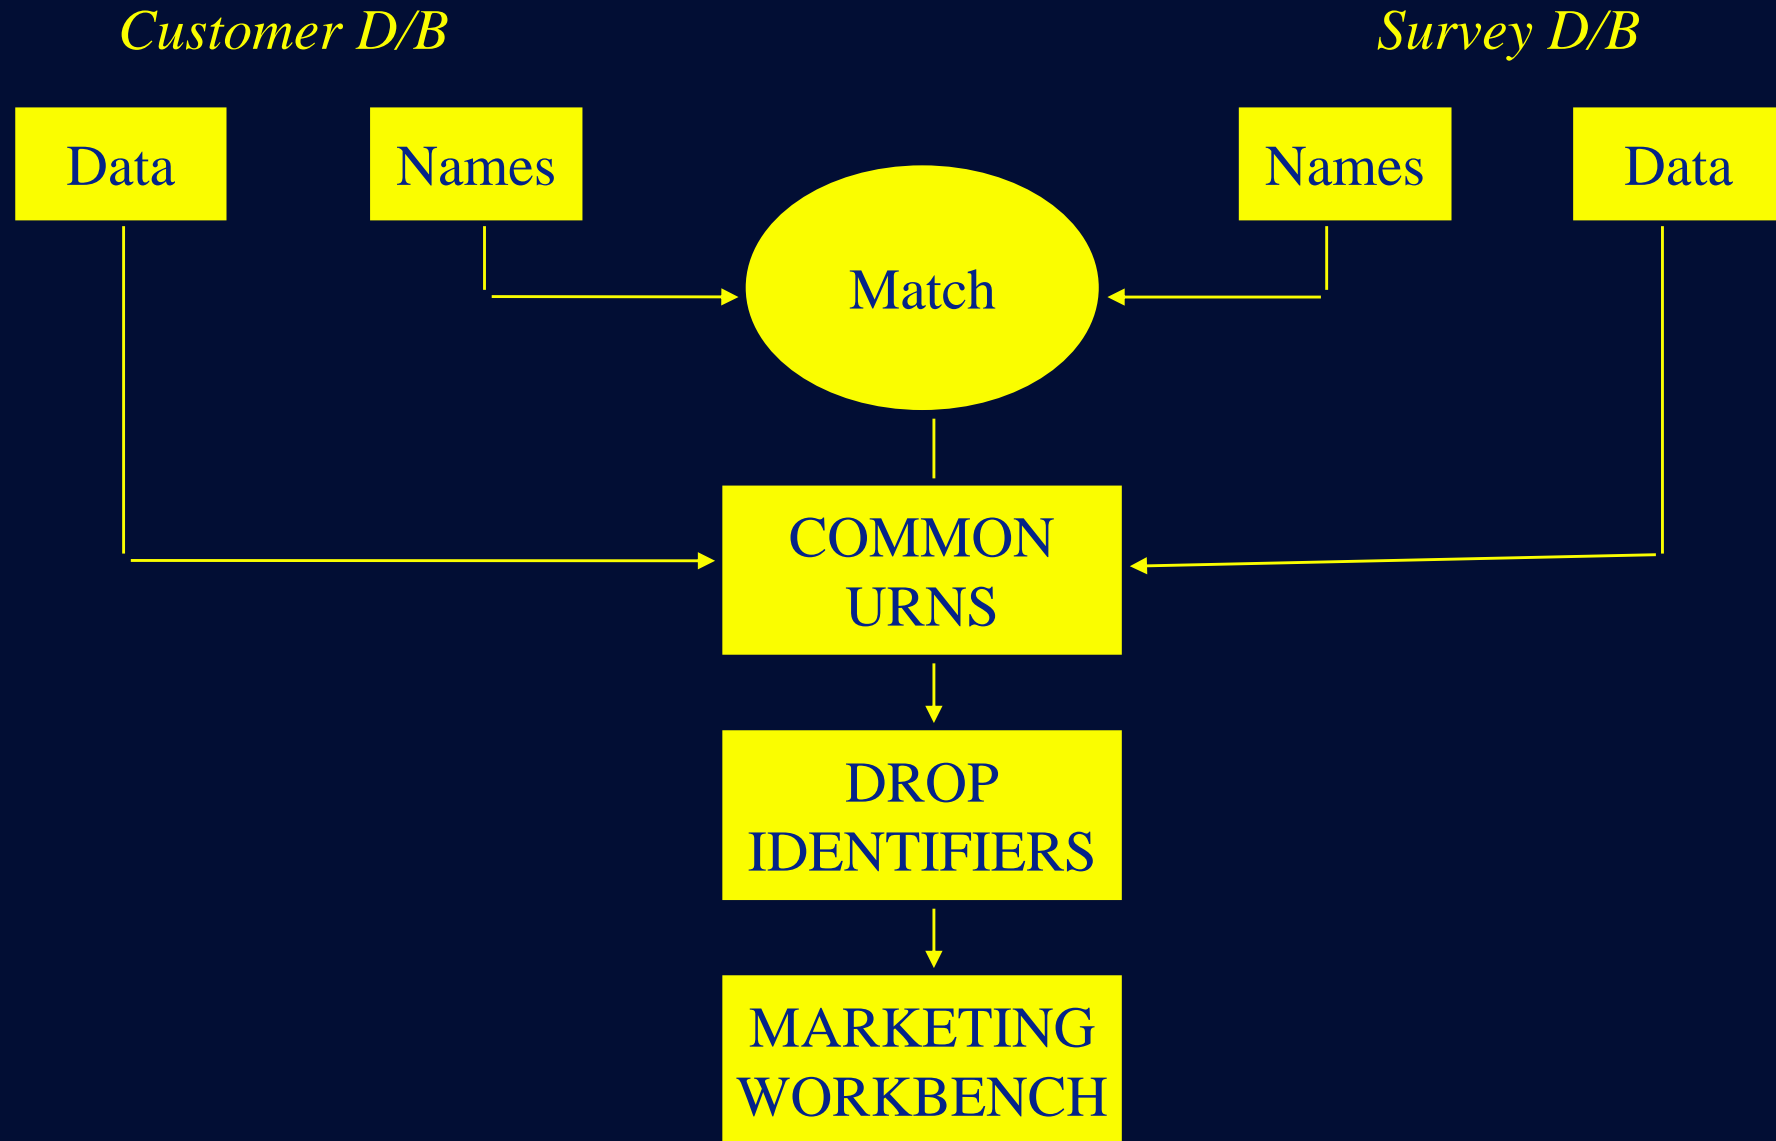 Customer D/B
Survey D/B
Data
Names
Names
Data
Match
COMMON
URNS
DROP
IDENTIFIERS
MARKETING
WORKBENCH